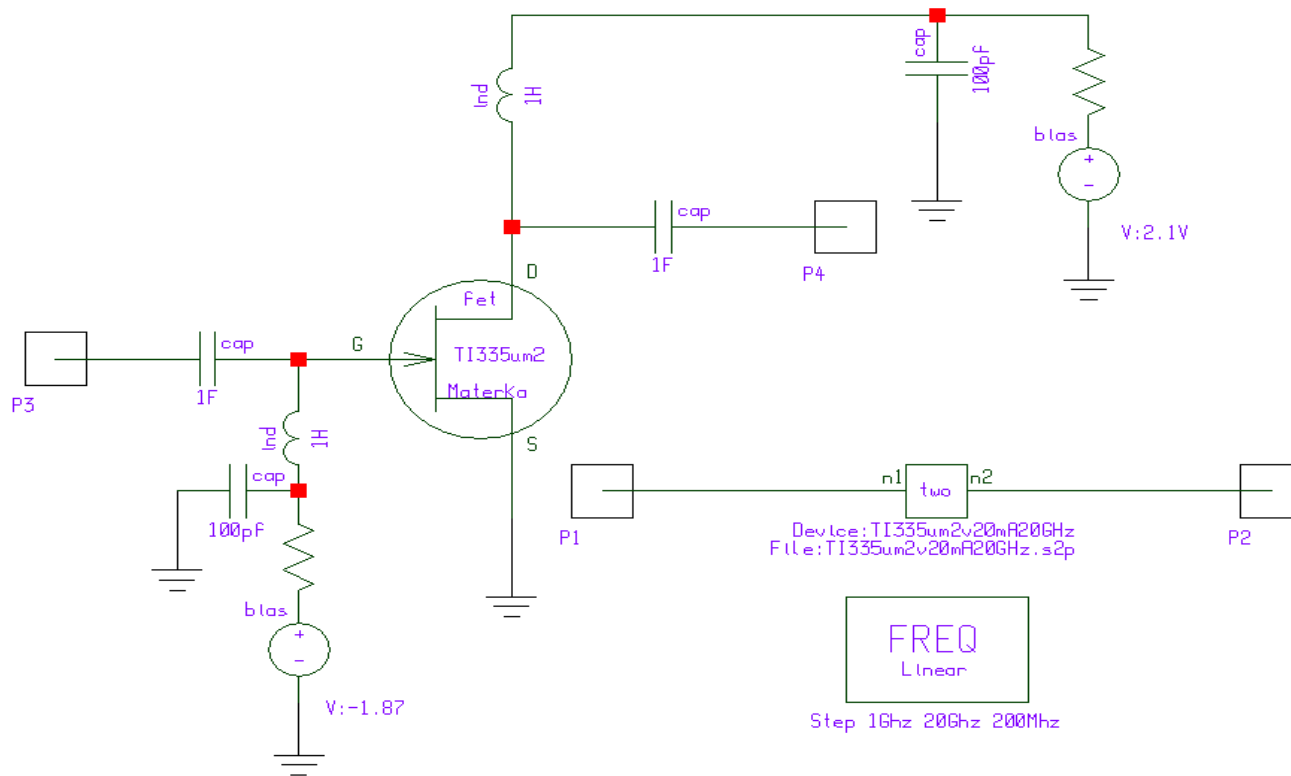 cap
100pf
Ind
1H
+
-
bias
V:2.1V
cap
1F
P4
D
Fet
G
TI335um2
Materka
S
P3
cap
1F
Ind
1H
cap
100pf
bias
+
-
V:-1.87
P1
n1
two
n2
P2
Device:TI335um2v20mA20GHz
File:TI335um2v20mA20GHz.s2p
FREQ
Linear
Step 1Ghz 20Ghz 200Mhz